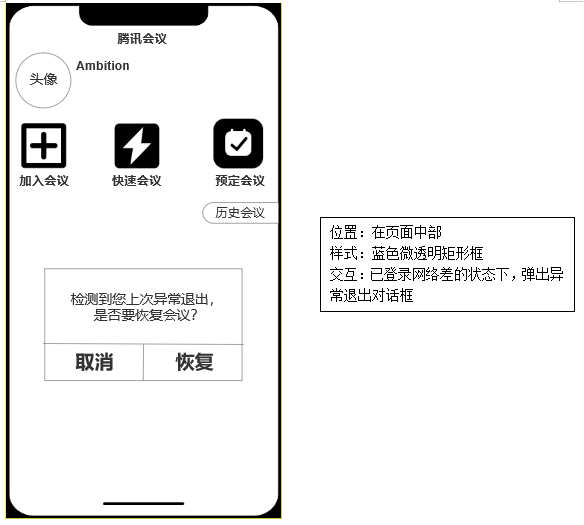 腾讯会议
Ambition
头像
加入会议
快速会议
预定会议
历史会议
检测到您上次异常退出，
是否要恢复会议？
取消
恢复
位置：在页面中部
样式：蓝色微透明矩形框
交互：已登录网络差的状态下，弹出异
常退出对话框